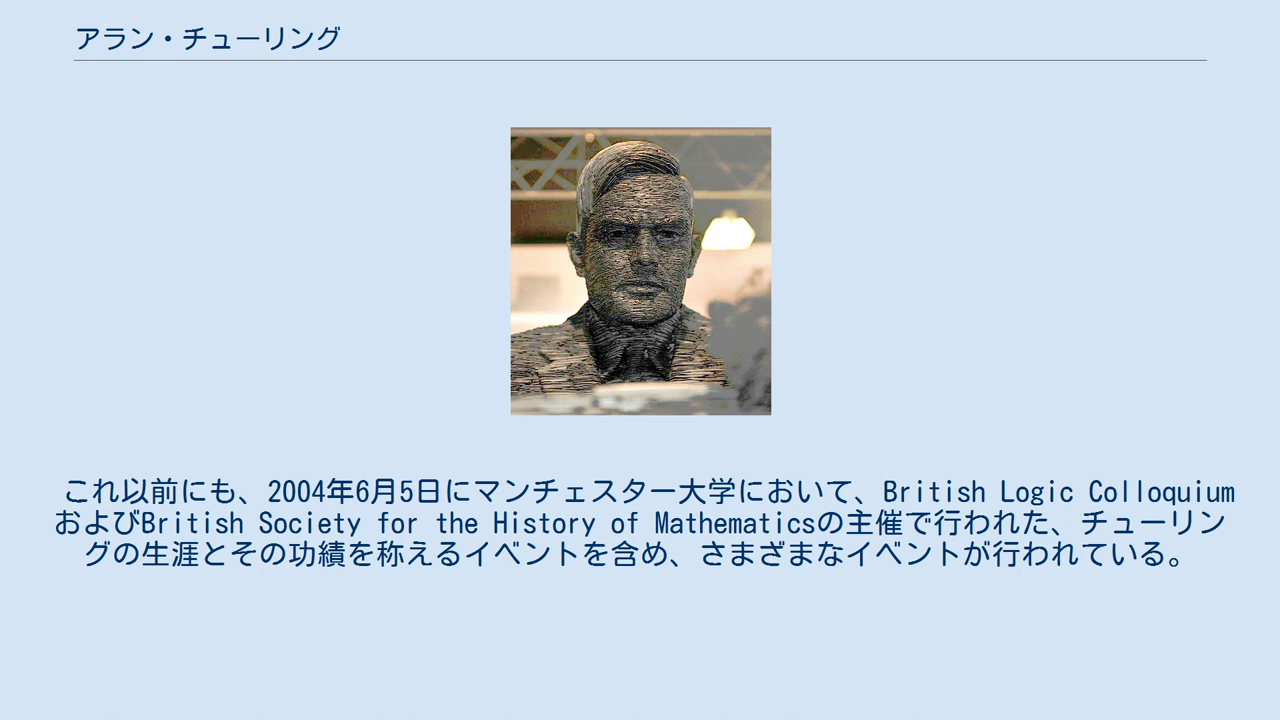 アラン・チューリング
これ以前にも、2004年6月5日にマンチェスター大学において、British Logic Colloquium
およびBritish Society for the History of Mathematicsの主催で行われた、チューリン
グの生涯とその功績を称えるイベントを含め、さまざまなイベントが行われている。